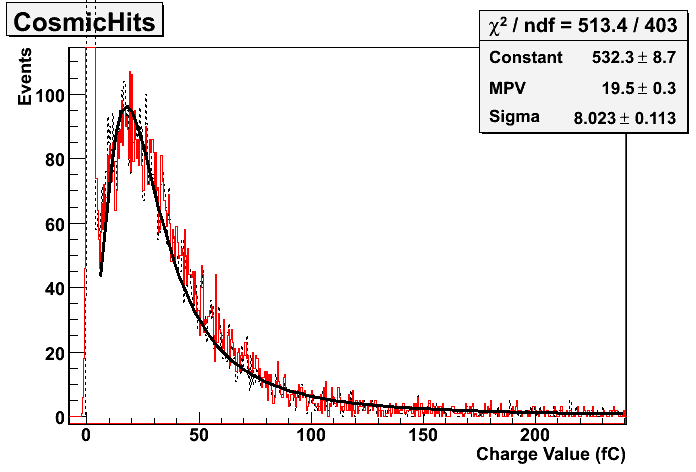 CosmicHits
χ² / ndf = 513.4 / 403
Constant 532.3 ± 8.7
MPV 19.5 ± 0.3
Sigma 8.023 ± 0.113
Events
100
80
60
40
20
0
0 50 100 150 200
Charge Value (fC)